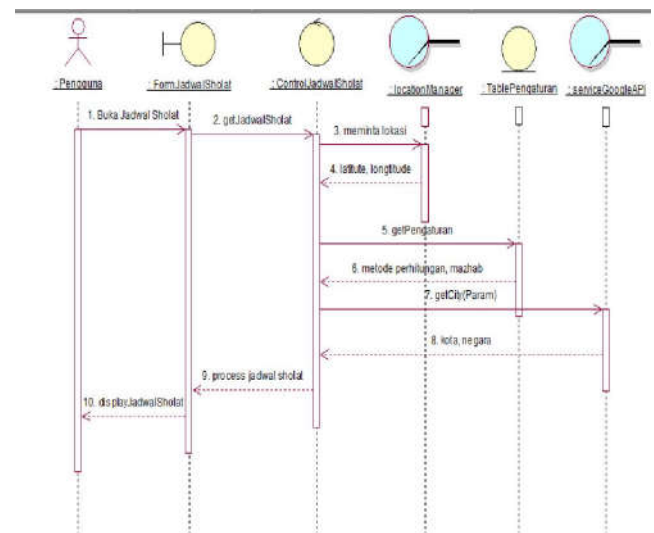 : Pengguna
: FormJadwalSholat
: ControlJadwalSholat
: locationManager
: TablePengaturan
: serviceGoogleAPI
1. Buka Jadwal Sholat
2. getJadwalSholat
3. meminta lokasi
4. latitute, longtitude
5. getPengaturan
6. metode perhitungan, mazhab
7. getCity(Param)
8. kota, negara
9. process jadwal sholat
10. displayJadwalSholat